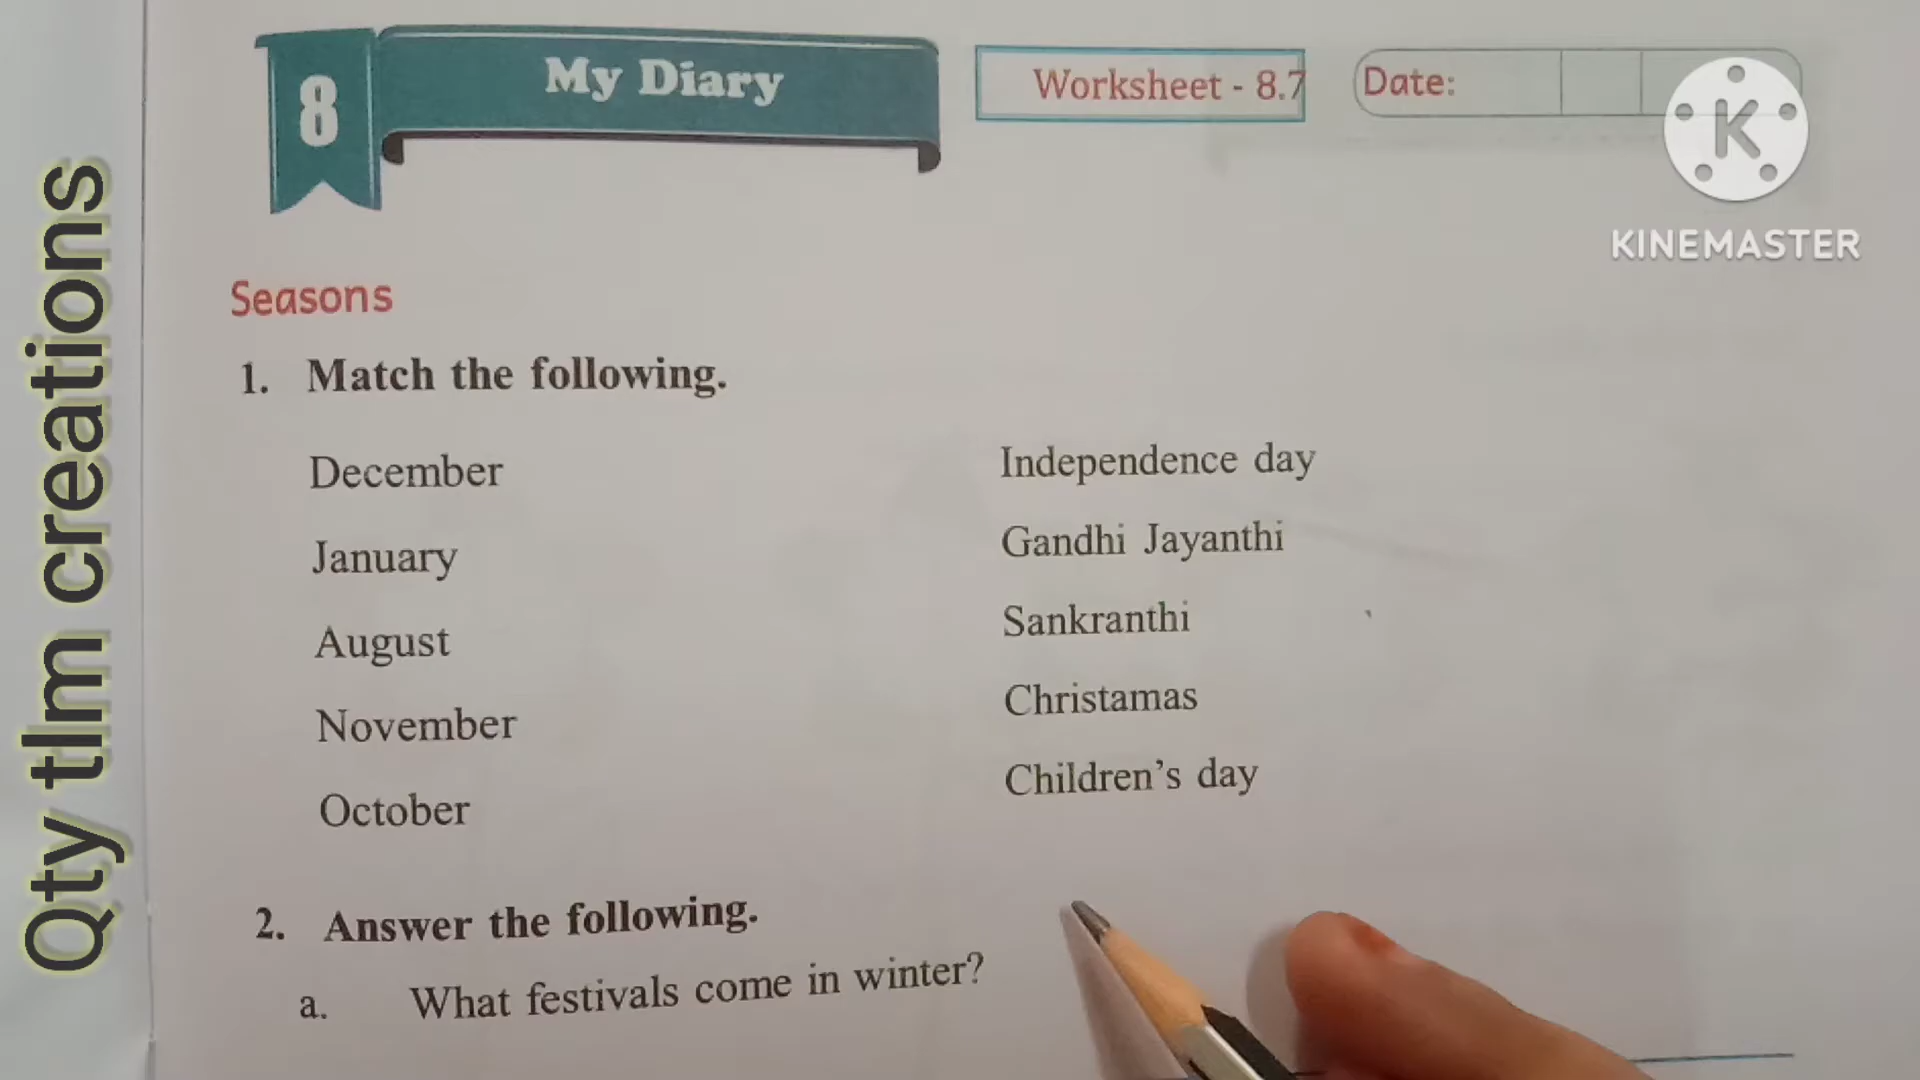 8
My Diary
Worksheet - 8.7
Date:
K
KINEMASTER
Qty tlm creations
Seasons
1. Match the following.
December
Independence day
January
Gandhi Jayanthi
August
Sankranthi
November
Christamas
October
Children's day
2. Answer the following.
a. What festivals come in winter?